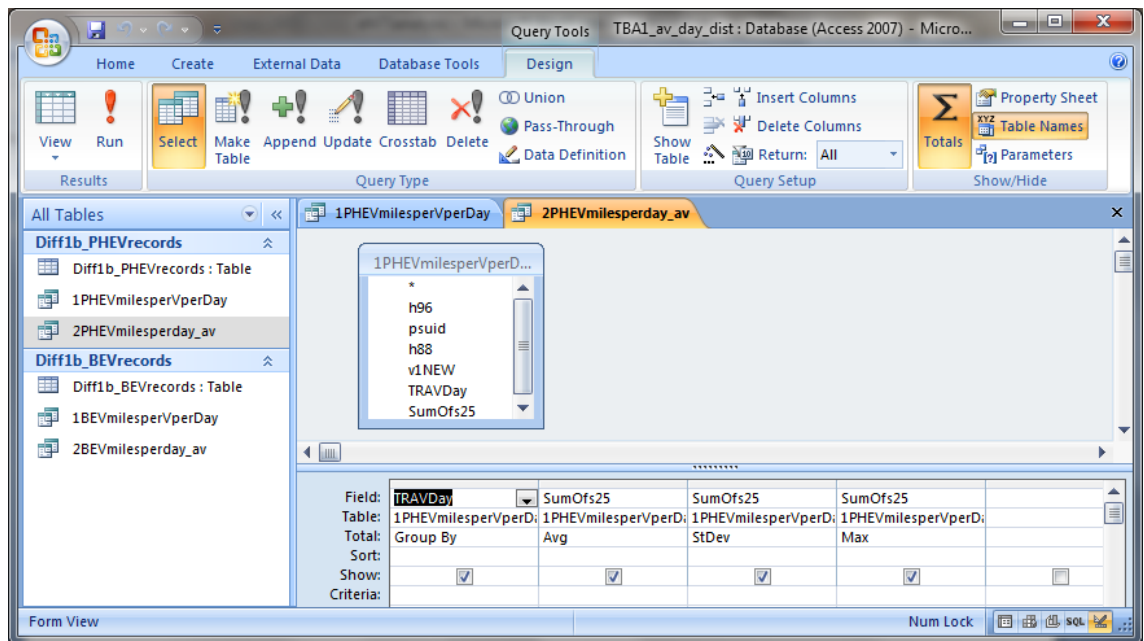 Query Tools TBA1_av_day_dist : Database (Access 2007) - Micro...
Home Create External Data Database Tools Design
View
Run
Select
Make Table
Append
Update
Crosstab
Delete
Union
Pass-Through
Data Definition
Show Table
Insert Columns
Delete Columns
Return: All
Totals
Property Sheet
Table Names
Parameters
Results Query Type Query Setup Show/Hide
All Tables
Diff1b_PHEVrecords
Diff1b_PHEVrecords : Table
1PHEVmilesperVperDay
2PHEVmilesperday_av
Diff1b_BEVrecords
Diff1b_BEVrecords : Table
1BEVmilesperVperDay
2BEVmilesperday_av
1PHEVmilesperVperDay 2PHEVmilesperday_av
1PHEVmilesperVperD...
*
h96
psuid
h88
v1NEW
TRAVDay
SumOfs25
Field: TRAVDay SumOfs25 SumOfs25 SumOfs25
Table: 1PHEVmilesperVperDa 1PHEVmilesperVperDa 1PHEVmilesperVperDa 1PHEVmilesperVperDa
Total: Group By Avg StDev Max
Sort:
Show:
Criteria:
Form View Num Lock SQL